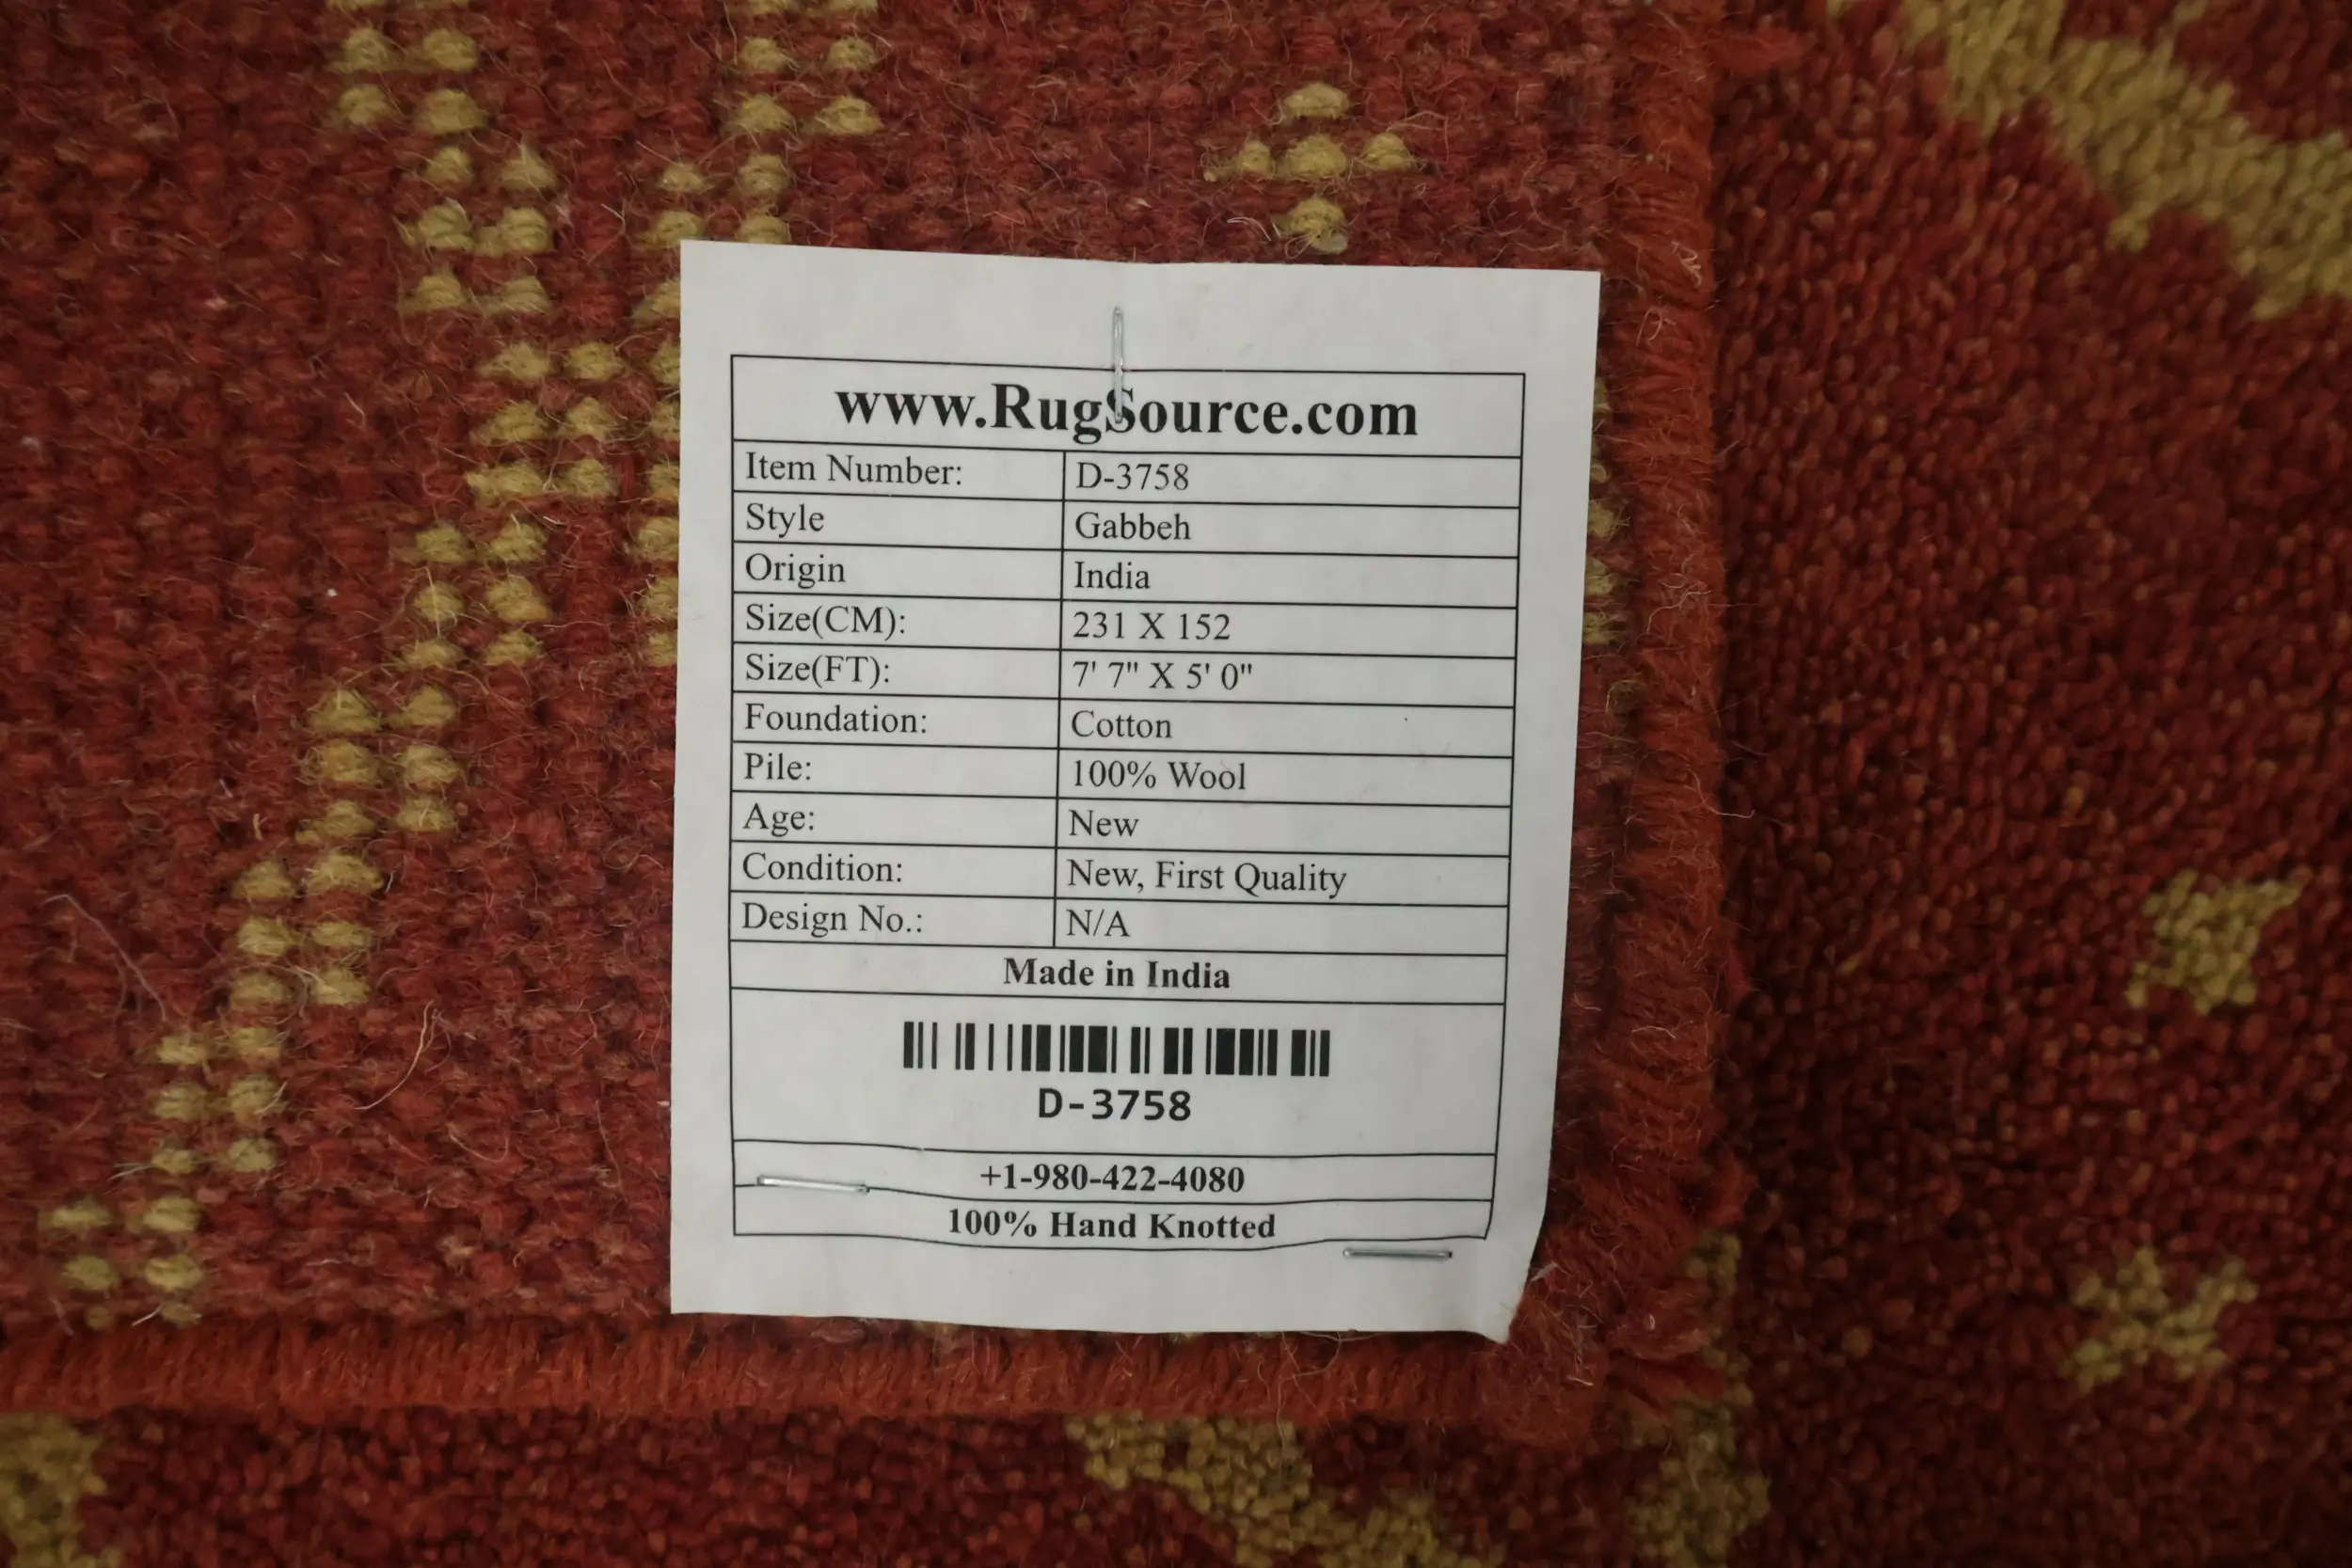 www.RugSource.com
Item Number: D-3758
Style Gabbeh
Origin India
Size(CM): 231 X 152
Size(FT): 7' 7" X 5' 0"
Foundation: Cotton
Pile: 100% Wool
Age: New
Condition: New, First Quality
Design No.: N/A
Made in India
D-3758
+1-980-422-4080
100% Hand Knotted